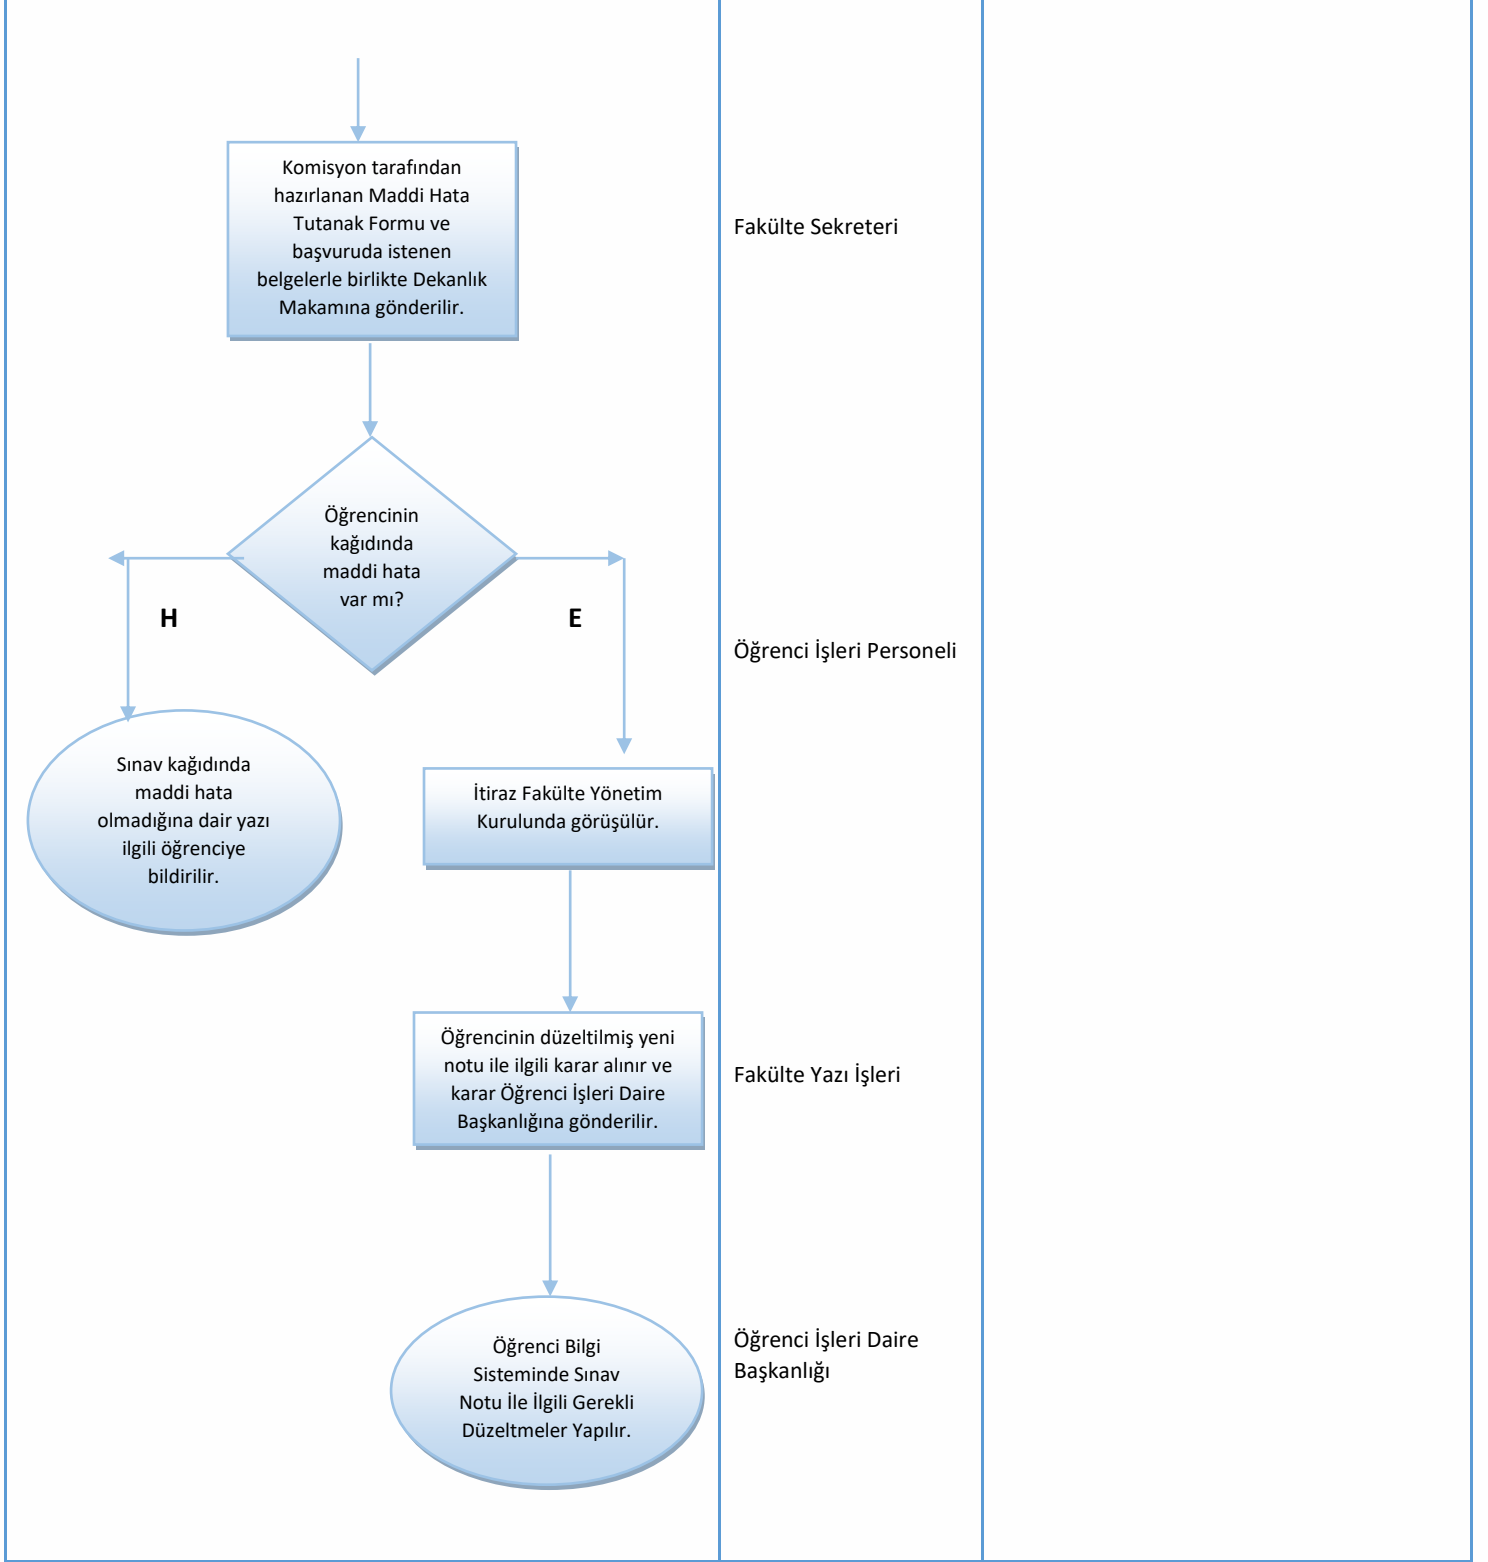 Komisyon tarafından
hazırlanan Maddi Hata
Tutanak Formu ve
başvuruda istenen
belgelerle birlikte Dekanlık
Makamına gönderilir.
Fakülte Sekreteri
Öğrencinin
kağıdında
maddi hata
var mı?
H
E
Öğrenci İşleri Personeli
Sınav kağıdında
maddi hata
olmadığına dair yazı
ilgili öğrenciye
bildirilir.
İtiraz Fakülte Yönetim
Kurulunda görüşülür.
Öğrencinin düzeltilmiş yeni
notu ile ilgili karar alınır ve
karar Öğrenci İşleri Daire
Başkanlığına gönderilir.
Fakülte Yazı İşleri
Öğrenci Bilgi
Sisteminde Sınav
Notu İle İlgili Gerekli
Düzeltmeler Yapılır.
Öğrenci İşleri Daire
Başkanlığı